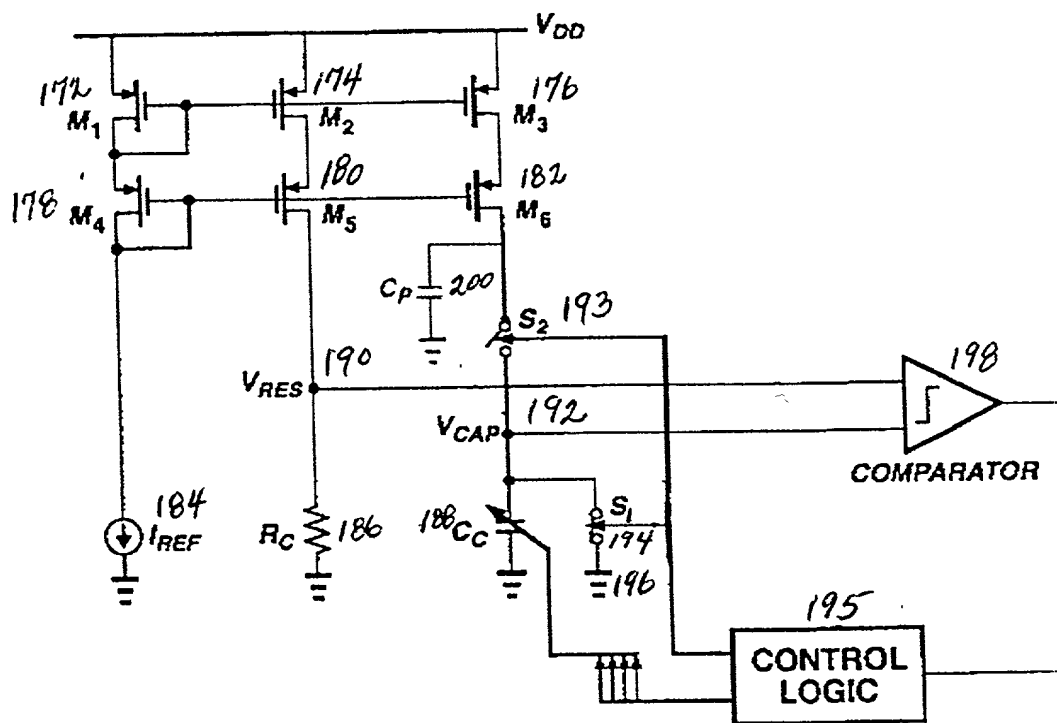 V_DD
172 174 176
M_1 M_2 M_3
178 180 182
M_4 M_5 M_6
C_P 200
S_2 193
190
V_RES 198
192
V_CAP
COMPARATOR
184
I_REF R_C 186 188 C_C S_1
194
196
195
CONTROL
LOGIC